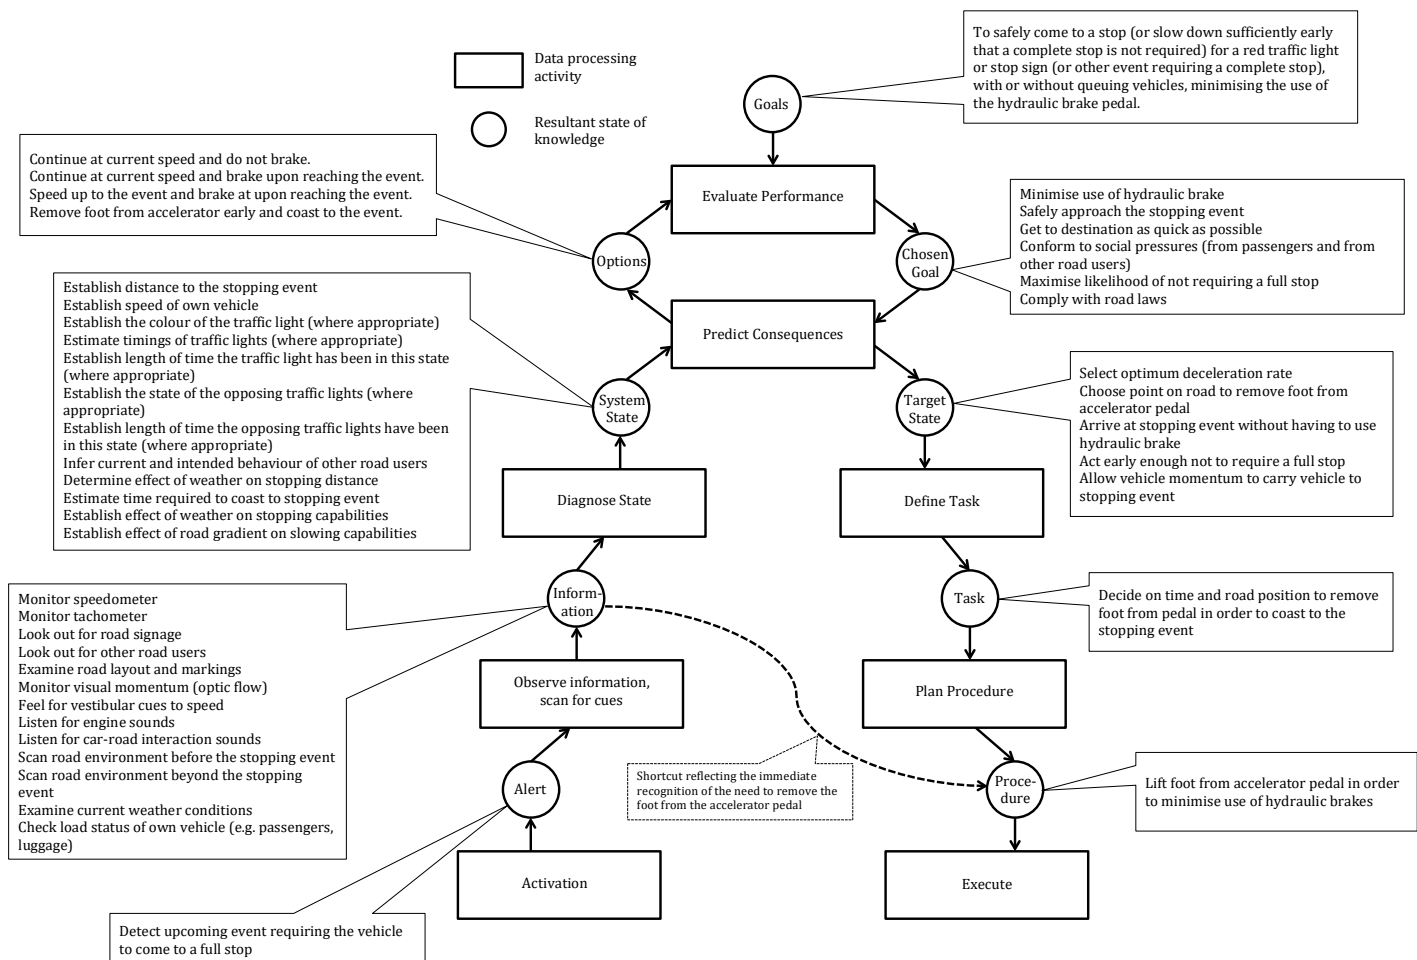 To safely come to a stop (or slow down sufficiently early
that a complete stop is not required) for a red traffic light
or stop sign (or other event requiring a complete stop),
with or without queuing vehicles, minimising the use of
the hydraulic brake pedal.
Data processing
activity
Goals
Resultant state of
knowledge
Continue at current speed and do not brake.
Continue at current speed and brake upon reaching the event.
Speed up to the event and brake at upon reaching the event.
Remove foot from accelerator early and coast to the event.
Evaluate Performance
Minimise use of hydraulic brake
Safely approach the stopping event
Get to destination as quick as possible
Conform to social pressures (from passengers and from
other road users)
Maximise likelihood of not requiring a full stop
Comply with road laws
Options
Chosen
Goal
Establish distance to the stopping event
Establish speed of own vehicle
Establish the colour of the traffic light (where appropriate)
Estimate timings of traffic lights (where appropriate)
Establish length of time the traffic light has been in this state
(where appropriate)
Establish the state of the opposing traffic lights (where
appropriate)
Establish length of time the opposing traffic lights have been
in this state (where appropriate)
Infer current and intended behaviour of other road users
Determine effect of weather on stopping distance
Estimate time required to coast to stopping event
Establish effect of weather on stopping capabilities
Establish effect of road gradient on slowing capabilities
Predict Consequences
System
State
Target
State
Select optimum deceleration rate
Choose point on road to remove foot from
accelerator pedal
Arrive at stopping event without having to use
hydraulic brake
Act early enough not to require a full stop
Allow vehicle momentum to carry vehicle to
stopping event
Diagnose State
Define Task
Monitor speedometer
Monitor tachometer
Look out for road signage
Look out for other road users
Examine road layout and markings
Monitor visual momentum (optic flow)
Feel for vestibular cues to speed
Listen for engine sounds
Listen for car-road interaction sounds
Scan road environment before the stopping event
Scan road environment beyond the stopping
event
Examine current weather conditions
Check load status of own vehicle (e.g. passengers,
luggage)
Inform-
ation
Task
Decide on time and road position to remove
foot from pedal in order to coast to the
stopping event
Observe information,
scan for cues
Plan Procedure
Alert
Shortcut reflecting the immediate
recognition of the need to remove the
foot from the accelerator pedal
Proce-
dure
Lift foot from accelerator pedal in order
to minimise use of hydraulic brakes
Activation
Execute
Detect upcoming event requiring the vehicle
to come to a full stop